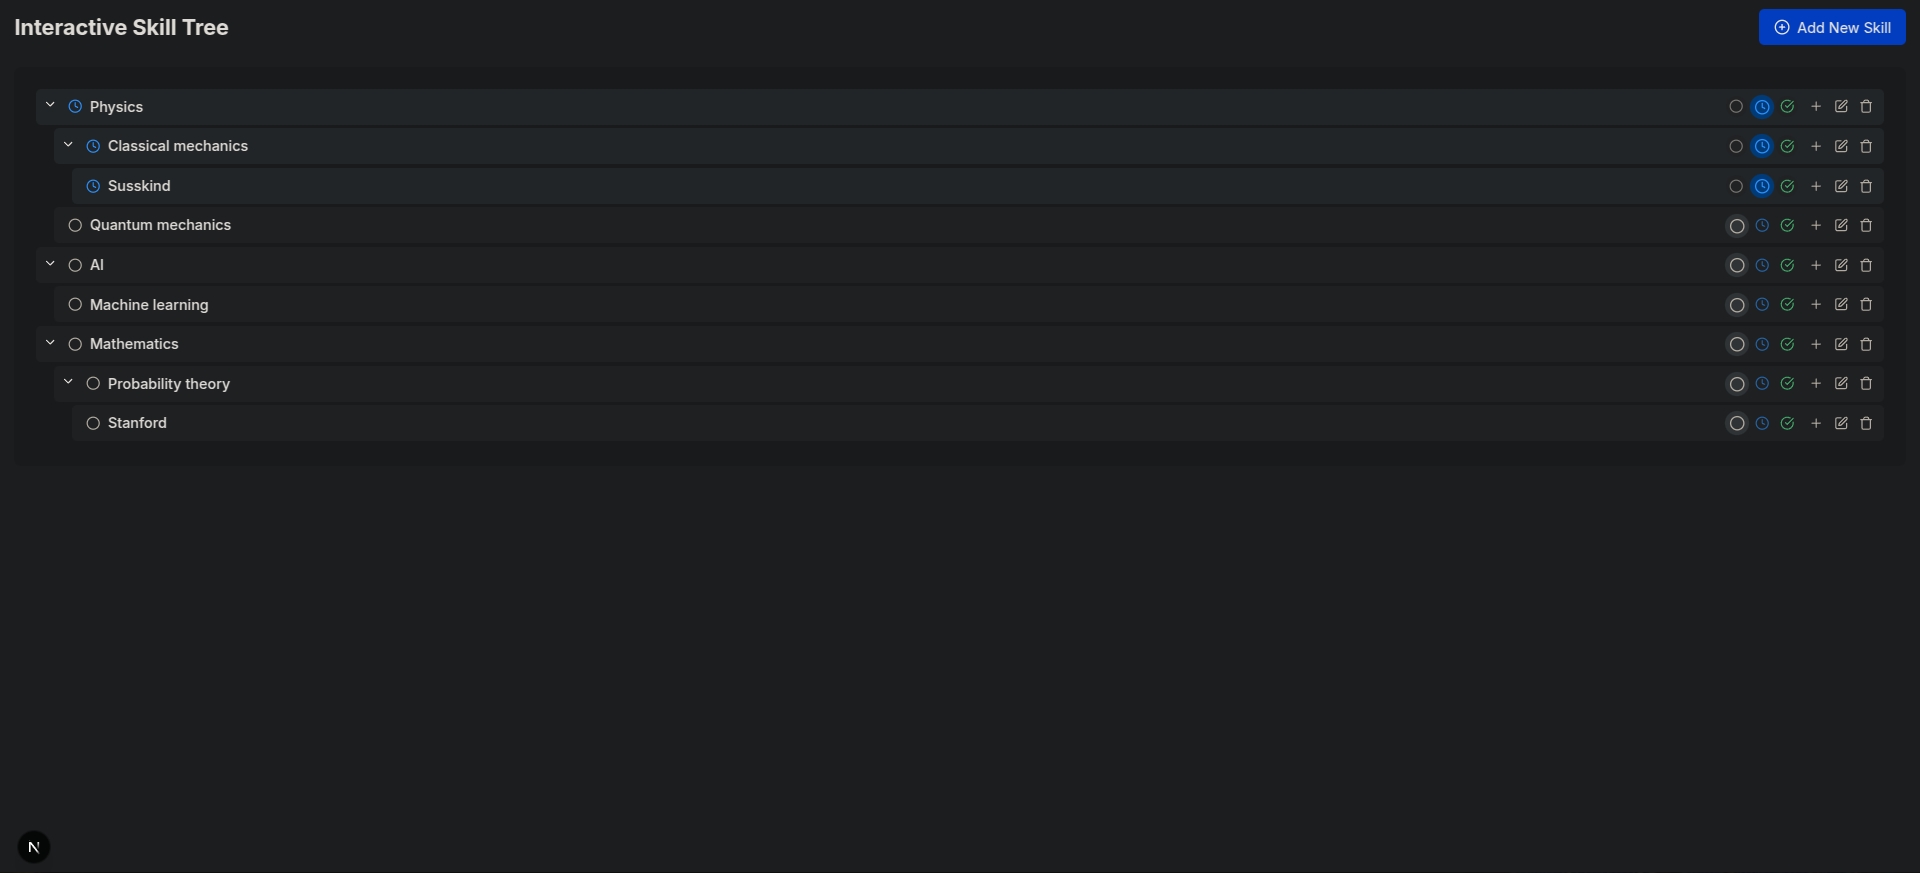 Interactive Skill Tree
Add New Skill
Physics
Classical mechanics
Susskind
Quantum mechanics
AI
Machine learning
Mathematics
Probability theory
Stanford
N